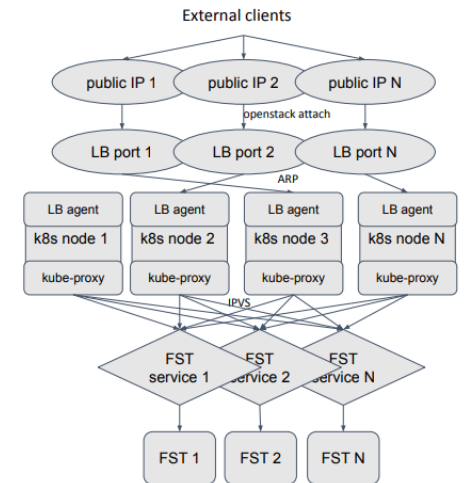 External clients
public IP 1
public IP 2
public IP N
openstack attach
LB port 1
LB port 2
LB port N
ARP
LB agent
LB agent
LB agent
LB agent
k8s node 1
k8s node 2
k8s node 3
k8s node N
kube-proxy
kube-proxy
kube-proxy
kube-proxy
IPVS
FST
service 1
FST
service 2
FST
service N
FST 1
FST 2
FST N